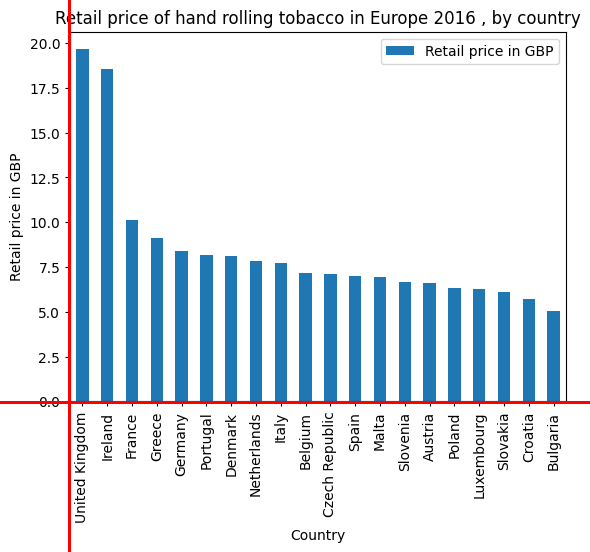 Retail price of hand rolling tobacco in Europe 2016 , by country
Retail price in GBP
Retail price in GBP
20.0
17.5
15.0
12.5
10.0
7.5
5.0
2.5
0.0
United Kingdom
Ireland
France
Greece
Germany
Portugal
Denmark
Netherlands
Italy
Belgium
Czech Republic
Spain
Malta
Slovenia
Austria
Poland
Luxembourg
Slovakia
Croatia
Bulgaria
Country